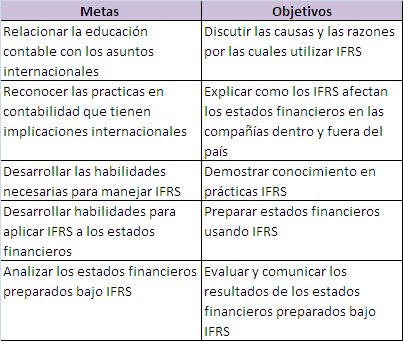 Metas
Objetivos
Relacionar la educación
contable con los asuntos
internacionales
Discutir las causas y las razones
por las cuales utilizar IFRS
Reconocer las practicas en
contabilidad que tienen
implicaciones internacionales
Explicar como los IFRS afectan
los estados financieros en las
compañías dentro y fuera del
país
Desarrollar las habilidades
necesarias para manejar IFRS
Demostrar conocimiento en
prácticas IFRS
Desarrollar habilidades para
aplicar IFRS a los estados
financieros
Preparar estados financieros
usando IFRS
Analizar los estados financieros
preparados bajo IFRS
Evaluar y comunicar los
resultados de los estados
financieros preparados bajo
IFRS